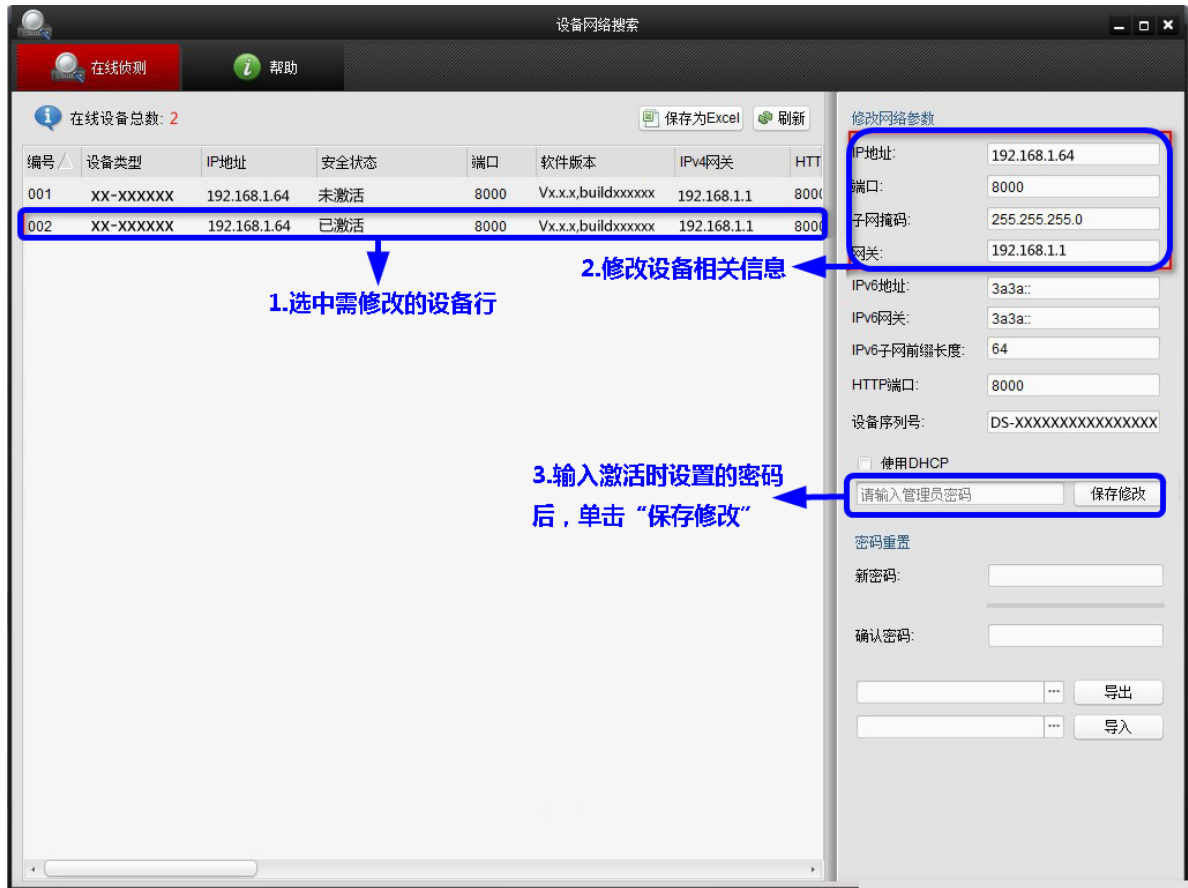 设备网络搜索
在线侦测
帮助
在线设备总数: 2
保存为Excel
刷新
编号 设备类型 IP地址 安全状态 端口 软件版本 IPv4网关 HTT
001 XX-XXXXXX 192.168.1.64 未激活 8000 Vx.x.x,buildxxxxxx 192.168.1.1 800
002 XX-XXXXXX 192.168.1.64 已激活 8000 Vx.x.x,buildxxxxxx 192.168.1.1 800
1.选中需修改的设备行
2.修改设备相关信息
3.输入激活时设置的密码
后，单击“保存修改”
修改网络参数
IP地址: 192.168.1.64
端口: 8000
子网掩码: 255.255.255.0
网关: 192.168.1.1
IPv6地址: 3a3a::
IPv6网关: 3a3a::
IPv6子网前缀长度: 64
HTTP端口: 8000
设备序列号: DS-XXXXXXXXXXXXXXXX
使用DHCP
请输入管理员密码 保存修改
密码重置
新密码:
确认密码:
... 导出
... 导入